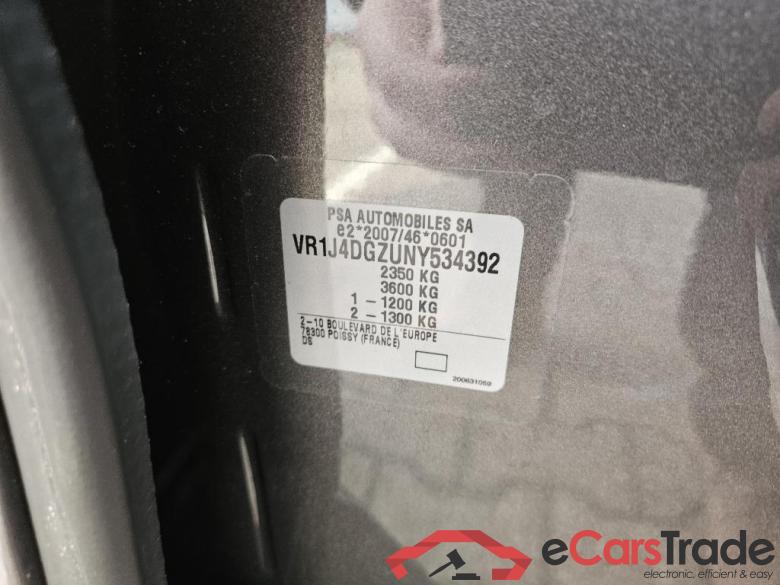 PSA AUTOMOBILES SA
e2*2007/46*0601
VR1J4DGZUNY534392
2350 KG
3600 KG
1 - 1200 KG
2 - 1300 KG
2-10 BOULEVARD DE L'EUROPE
78300 POISSY (FRANCE)
DS
200631059
eCarsTrade
electronic, efficient & easy